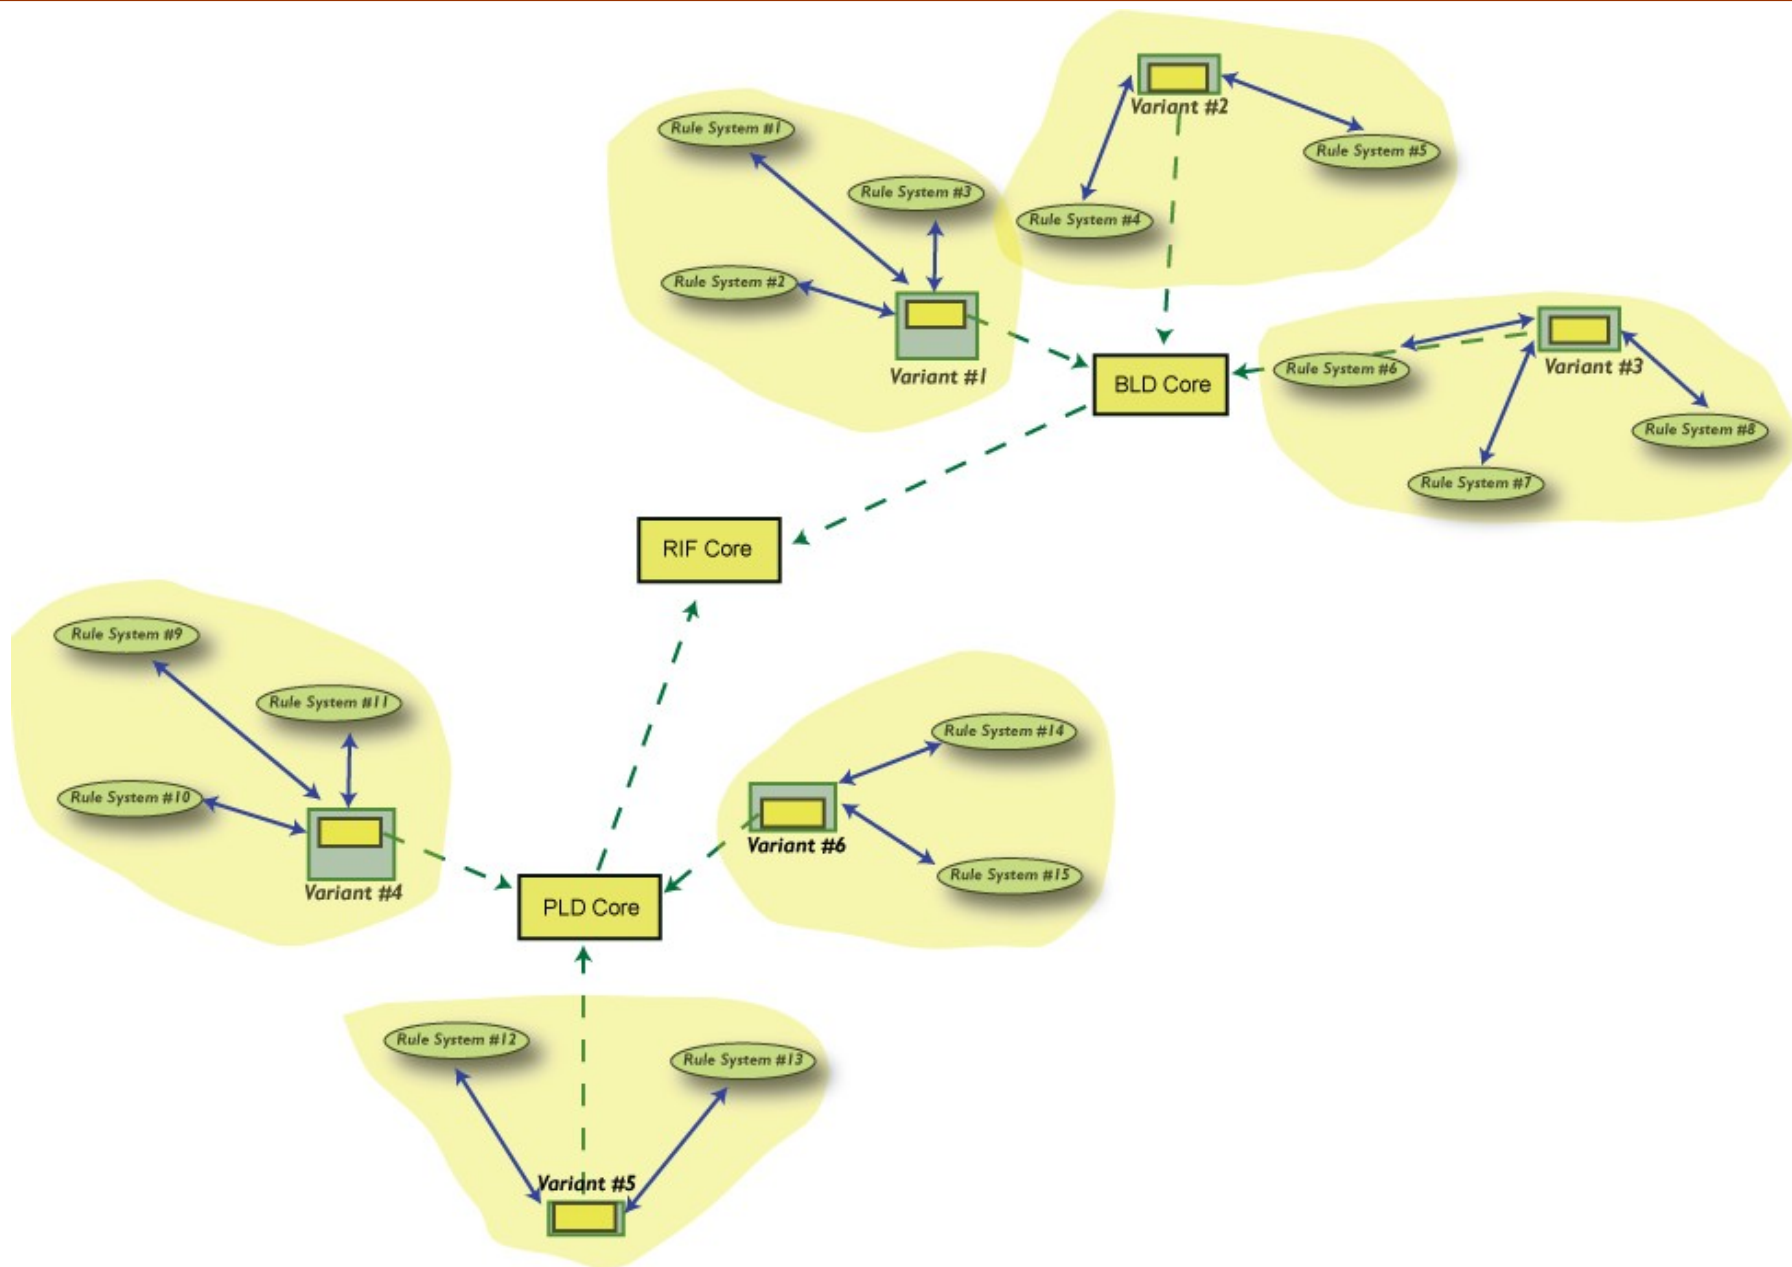 Variant #2
Rule System #1
Rule System #5
Rule System #3
Rule System #4
Rule System #2
Variant #1
BLD Core
Rule System #6
Variant #3
Rule System #8
Rule System #7
RIF Core
Rule System #9
Rule System #11
Rule System #14
Rule System #10
Variant #6
Rule System #15
Variant #4
PLD Core
Rule System #12
Rule System #13
Variant #5